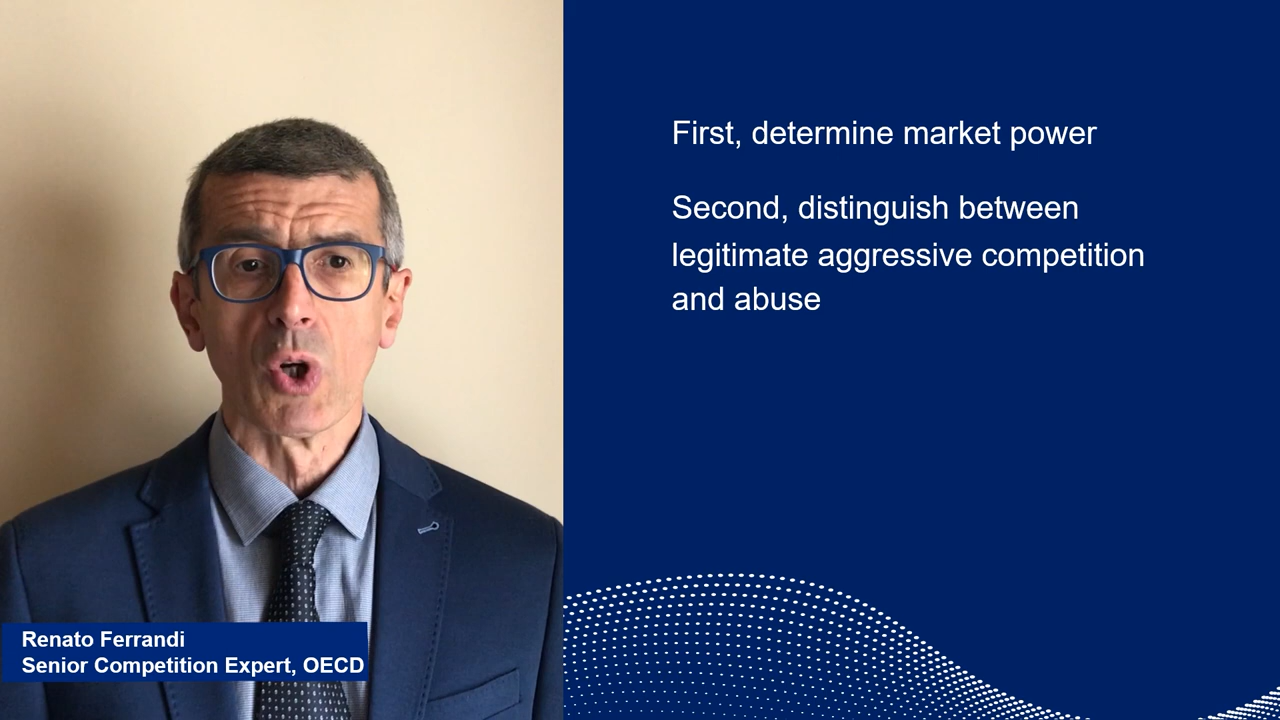 First, determine market power
Second, distinguish between
legitimate aggressive competition
and abuse
Renato Ferrandi
Senior Competition Expert, OECD